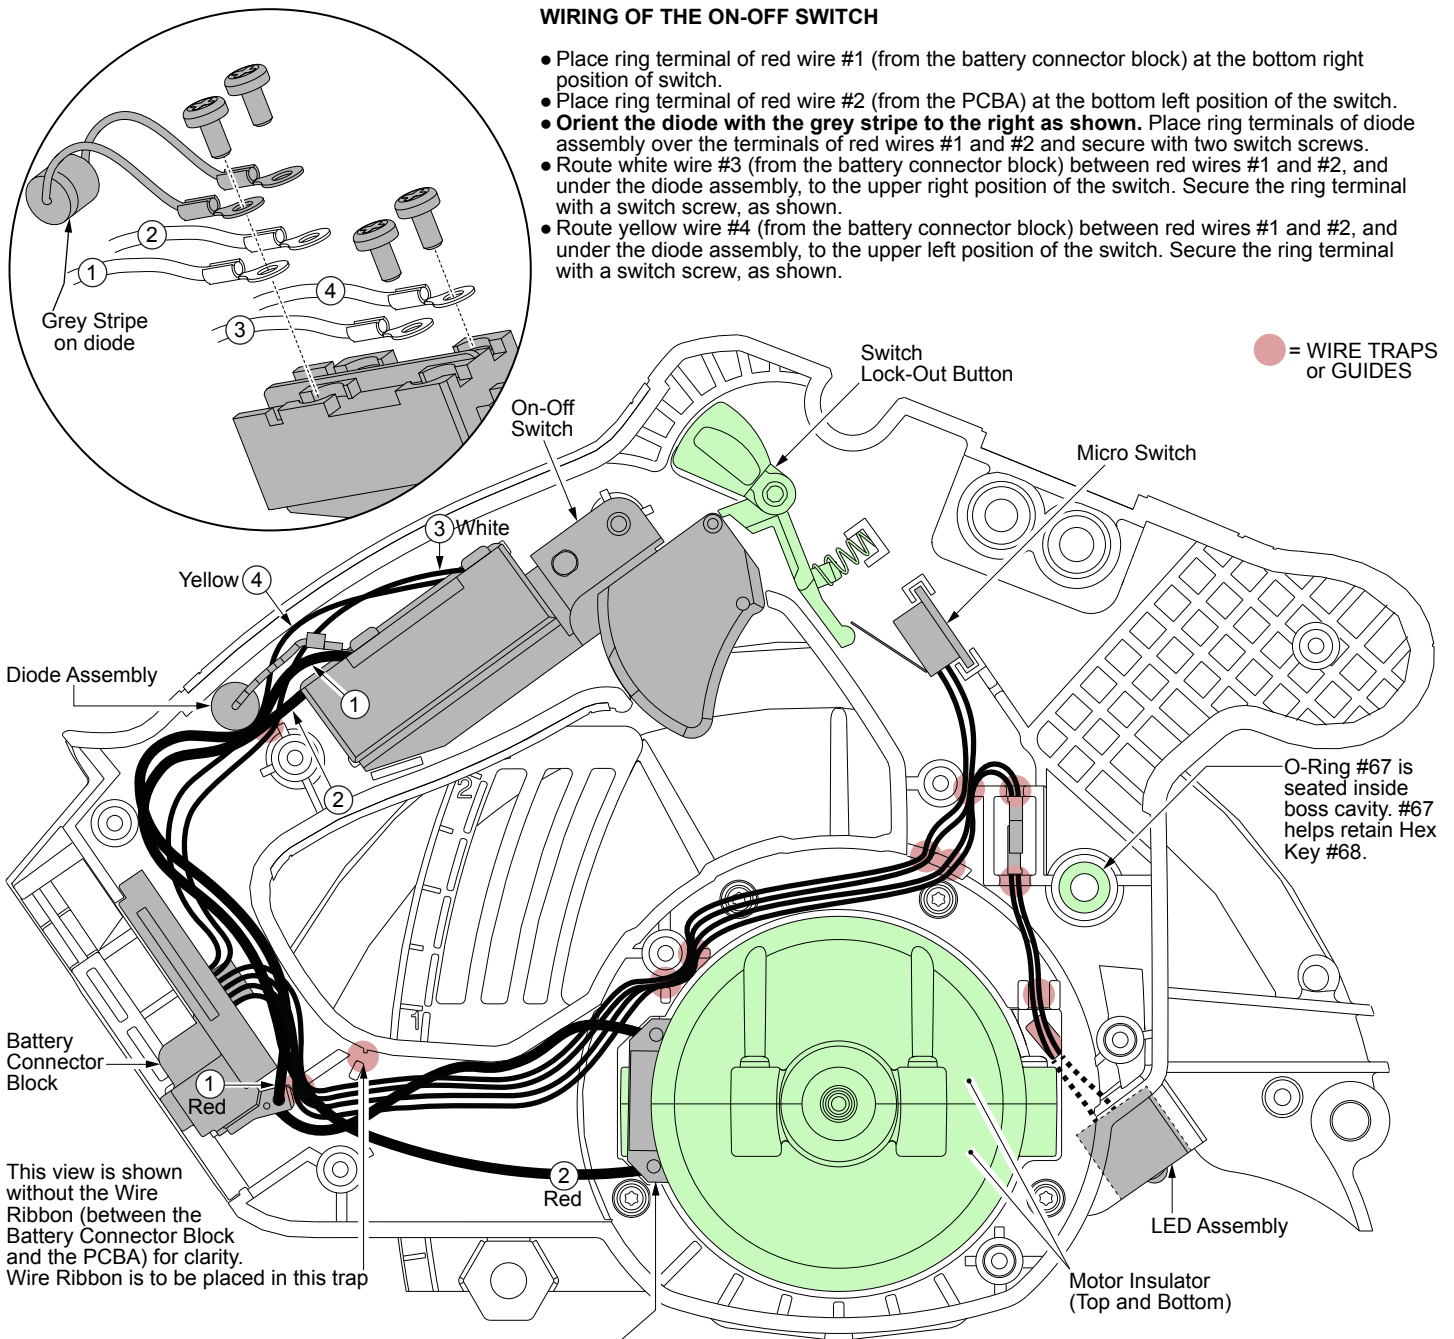 WIRING OF THE ON-OFF SWITCH
● Place ring terminal of red wire #1 (from the battery connector block) at the bottom right
position of switch.
● Place ring terminal of red wire #2 (from the PCBA) at the bottom left position of the switch.
● Orient the diode with the grey stripe to the right as shown. Place ring terminals of diode
assembly over the terminals of red wires #1 and #2 and secure with two switch screws.
● Route white wire #3 (from the battery connector block) between red wires #1 and #2, and
under the diode assembly, to the upper right position of the switch. Secure the ring terminal
with a switch screw, as shown.
● Route yellow wire #4 (from the battery connector block) between red wires #1 and #2, and
under the diode assembly, to the upper left position of the switch. Secure the ring terminal
with a switch screw, as shown.
2
1
4
3
Grey Stripe
on diode
= WIRE TRAPS
or GUIDES
Switch
Lock-Out Button
On-Off
Switch
Micro Switch
3 White
Yellow 4
Diode Assembly
1
2
2
1
O-Ring #67 is
seated inside
boss cavity. #67
helps retain Hex
Key #68.
Battery
Connector
Block
1
Red
2
Red
This view is shown
without the Wire
Ribbon (between the
Battery Connector Block
and the PCBA) for clarity.
Wire Ribbon is to be placed in this trap
LED Assembly
Motor Insulator
(Top and Bottom)